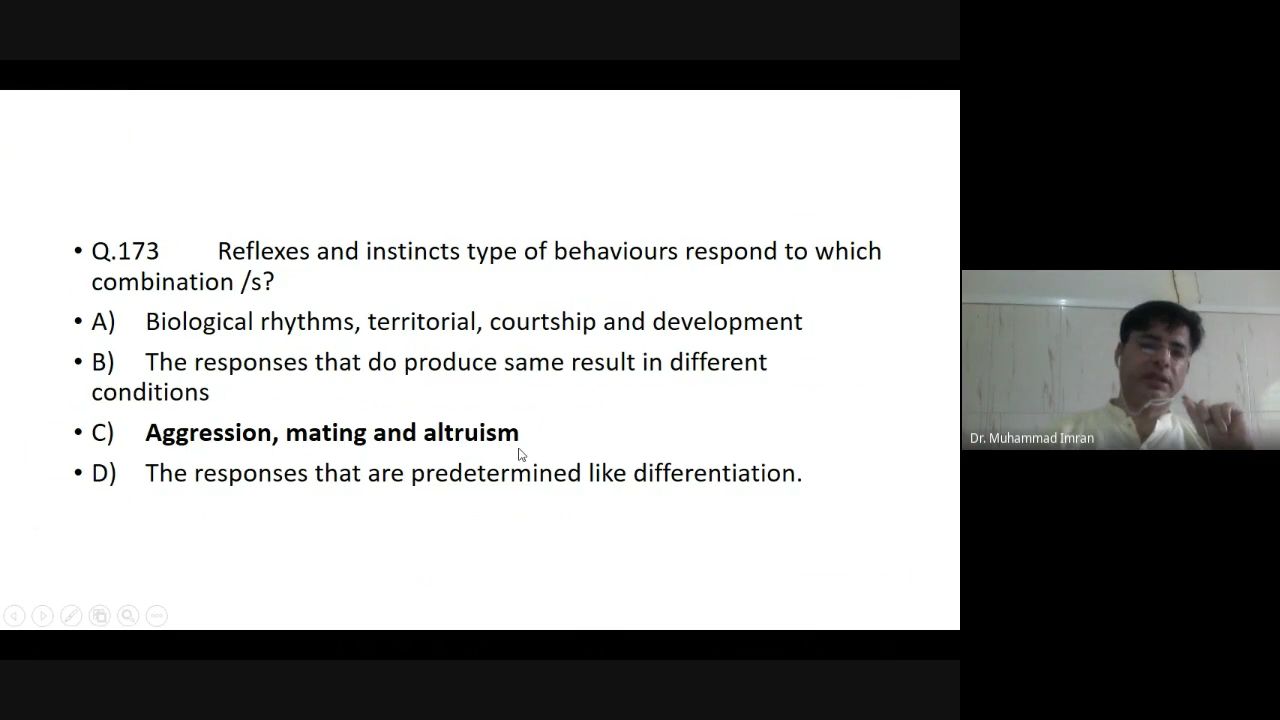 • Q.173 Reflexes and instincts type of behaviours respond to which
combination /s?
• A) Biological rhythms, territorial, courtship and development
• B) The responses that do produce same result in different
conditions
• C) Aggression, mating and altruism
• D) The responses that are predetermined like differentiation.
Dr. Muhammad Imran